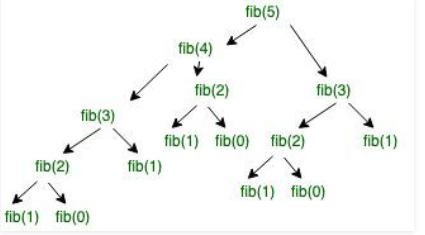 fib(5)
fib(4)
fib(2) fib(3)
fib(3)
fib(1) fib(0) fib(2) fib(1)
fib(2) fib(1)
fib(1) fib(0)
fib(1) fib(0)